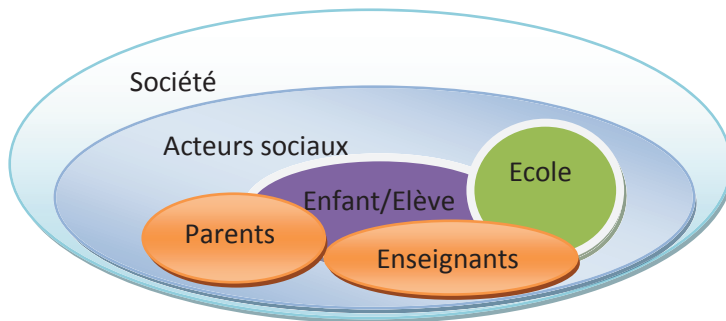 Société
Acteurs sociaux
Ecole
Enfant/Elève
Parents
Enseignants